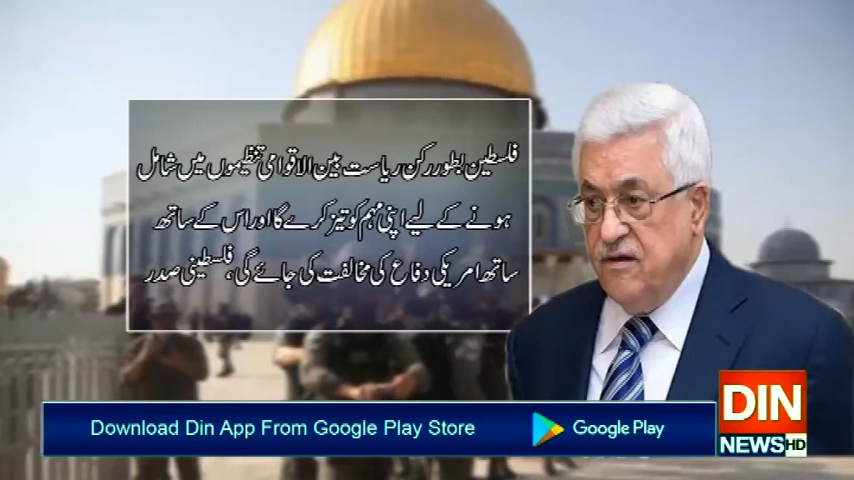 فلسطین بطور رکن ریاست بین الاقوامی تنظیموں میں شامل
ہونے کے لیے اپنی مہم کو تیز کرے گا اور اس کے ساتھ
ساتھ امریکی دفاع کی مخالفت کی جائے گی، فلسطینی صدر
Download Din App From Google Play Store
Google Play
DIN
NEWS HD